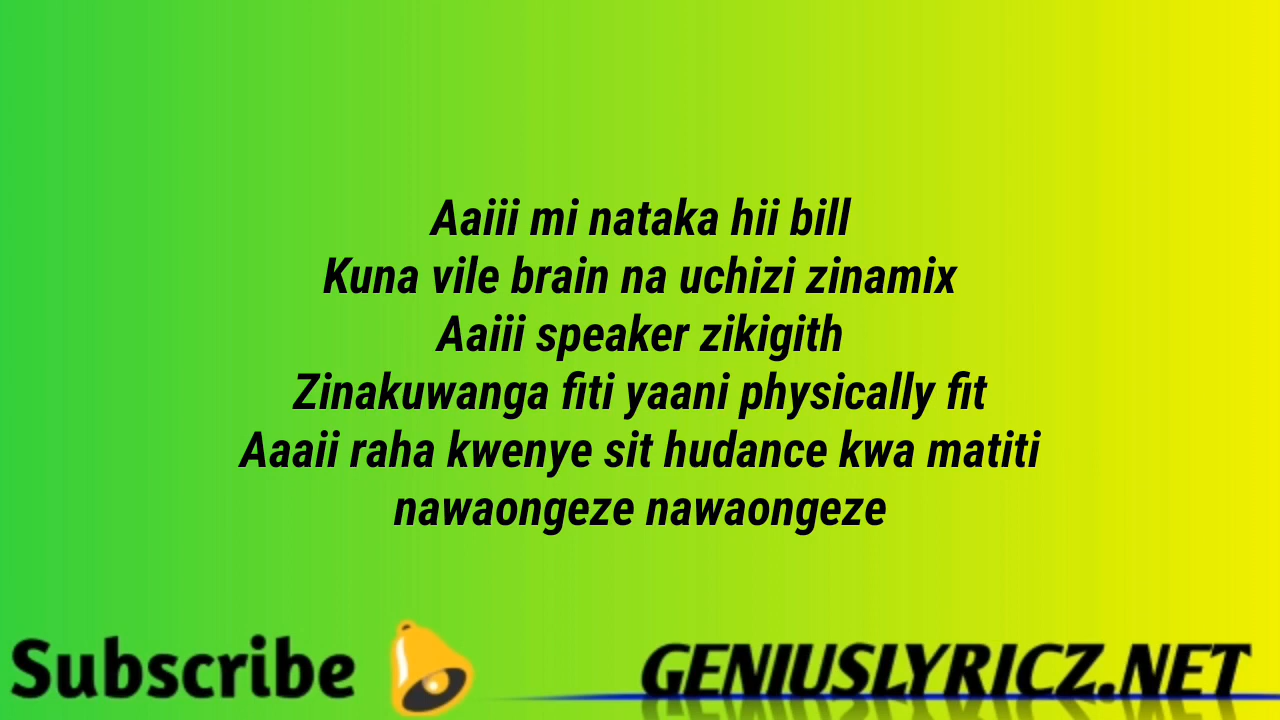 Aaiii mi nataka hii bill
Kuna vile brain na uchizi zinamix
Aaiii speaker zikigith
Zinakuwanga fiti yaani physically fit
Aaaii raha kwenye sit hudance kwa matiti
nawaongeze nawaongeze
Subscribe
GENIUSLYRICZ.NET